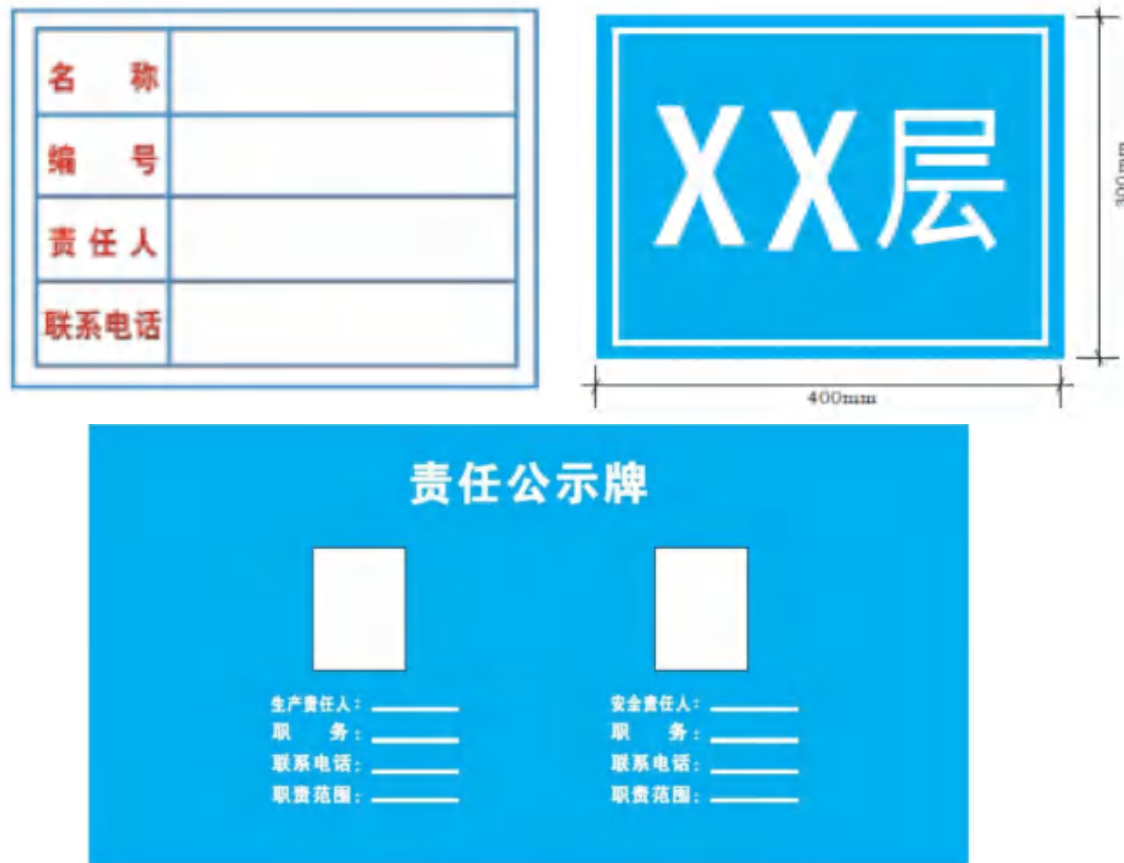 名 称
编 号
责任人
联系电话
XX层
300mm
400mm
责任公示牌
生产责任人：
职 务：
联系电话：
职责范围：
安全责任人：
职 务：
联系电话：
职责范围：